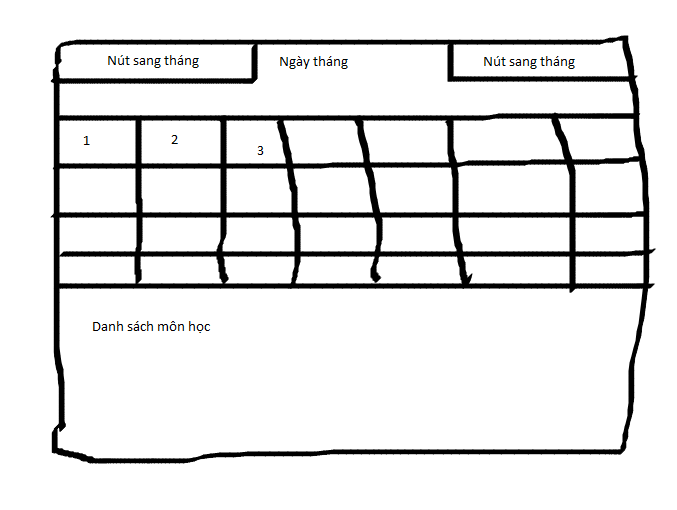 Nút sang tháng
Ngày tháng
Nút sang tháng
1
2
3
Danh sách môn học